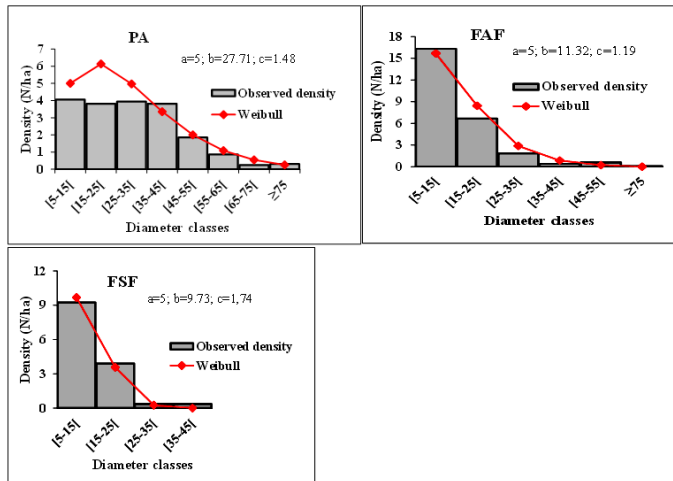 PA
a=5; b=27.71; c=1.48
Density (N/ha)
7
6
5
4
3
2
1
0
Observed density
Weibull
[5-15[
[15-25[
[25-35[
[35-45[
[45-55[
[55-65[
[65-75[
≥75
Diameter classes
FAF
a=5; b=11.32; c=1.19
Density (N/ha)
18
15
12
9
6
3
0
Observed density
Weibull
[5-15[
[15-25[
[25-35[
[35-45[
[45-55[
≥75
Diameter classes
FSF
a=5; b=9.73; c=1,74
Density (N/ha)
12
9
6
3
0
Observed density
Weibull
[5-15[
[15-25[
[25-35[
[35-45[
Diameter classes